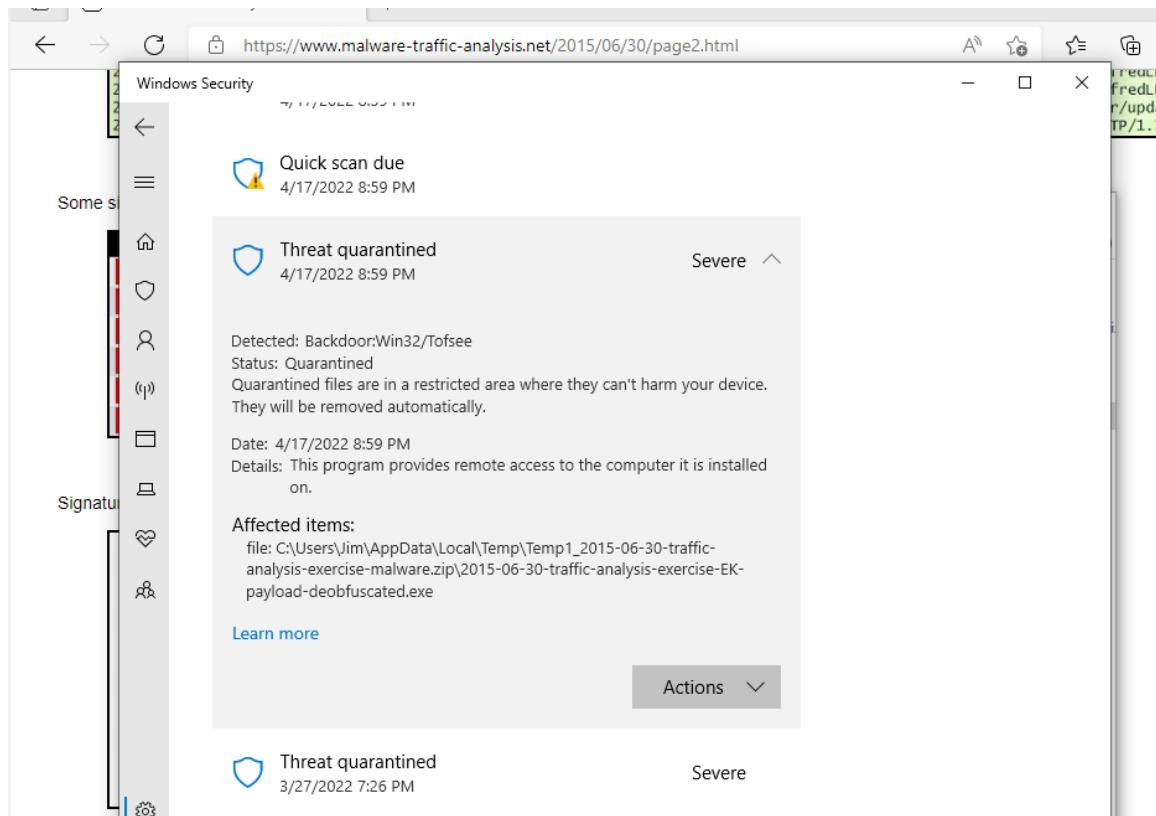 https://www.malware-traffic-analysis.net/2015/06/30/page2.html
Windows Security
Quick scan due
4/17/2022 8:59 PM
Some si
Threat quarantined
4/17/2022 8:59 PM
Severe
Detected: Backdoor:Win32/Tofsee
Status: Quarantined
Quarantined files are in a restricted area where they can't harm your device.
They will be removed automatically.
Date: 4/17/2022 8:59 PM
Details: This program provides remote access to the computer it is installed
on.
Signatu
Affected items:
file: C:\Users\Jim\AppData\Local\Temp\Temp1_2015-06-30-traffic-
analysis-exercise-malware.zip\2015-06-30-traffic-analysis-exercise-EK-
payload-deobfuscated.exe
Learn more
Actions
Threat quarantined
3/27/2022 7:26 PM
Severe